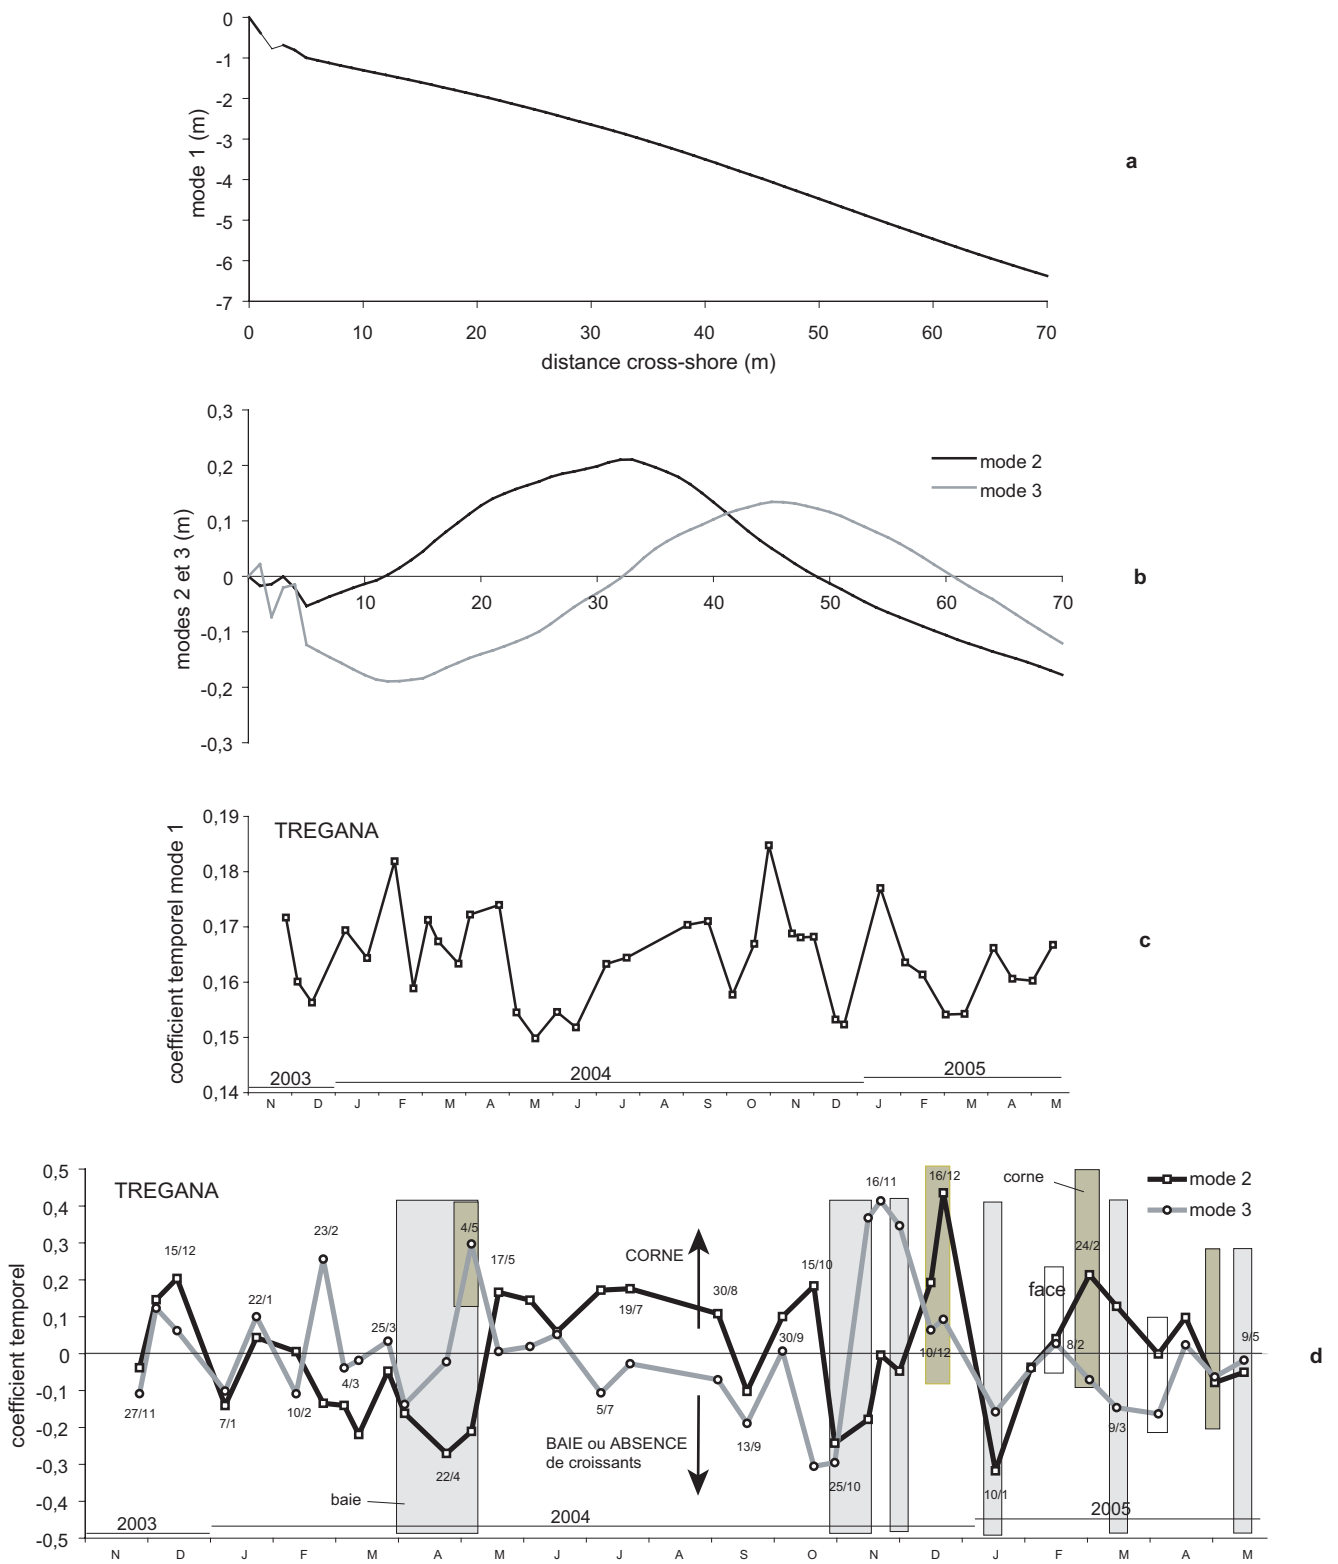 0
-1
-2
-3
-4
-5
-6
-7
mode 1 (m)
0 10 20 30 40 50 60 70
distance cross-shore (m)
a
0,3
0,2
0,1
0
-0,1
-0,2
-0,3
modes 2 et 3 (m)
mode 2
mode 3
10 20 30 40 50 60 70
b
0,19
0,18
0,17
0,16
0,15
0,14
coefficient temporel mode 1
TREGANA
c
2003 2004 2005
N D J F M A M J J A S O N D J F M A M
0,5
0,4
0,3
0,2
0,1
0
-0,1
-0,2
-0,3
-0,4
-0,5
coefficient temporel
TREGANA
mode 2
mode 3
corne
face
CORNE
BAIE ou ABSENCE
de croissants
baie
27/11
15/12
7/1
22/1
10/2
23/2
4/3
25/3
22/4
4/5
17/5
5/7
19/7
30/8
13/9
30/9
15/10
25/10
16/11
10/12
16/12
10/1
8/2
24/2
9/3
9/5
d
2003 2004 2005
N D J F M A M J J A S O N D J F M A M